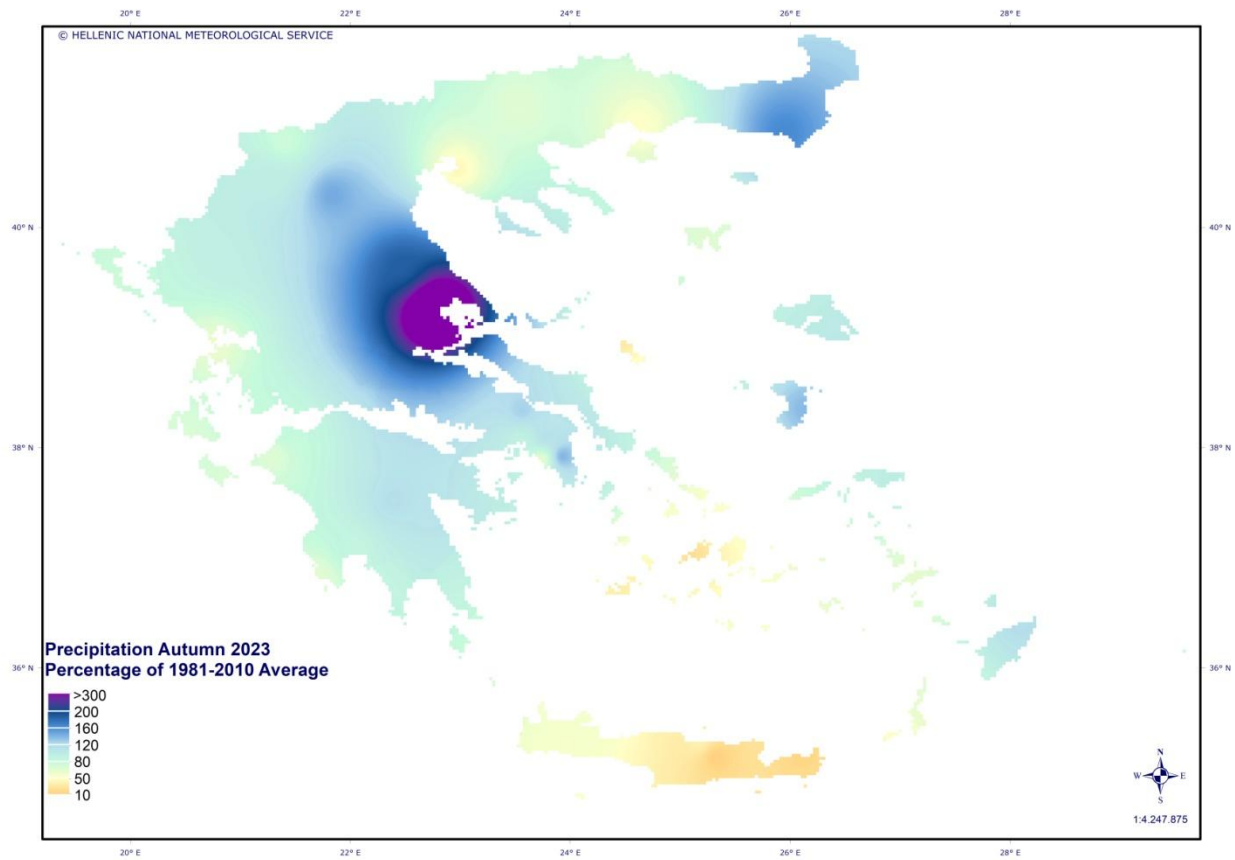 20° E 22° E 24° E 26° E 28° E
© HELLENIC NATIONAL METEOROLOGICAL SERVICE
40° N 40° N
38° N 38° N
36° N 36° N
Precipitation Autumn 2023
Percentage of 1981-2010 Average
>300
200
160
120
80
50
10
N
W E
S
1:4.247.875
20° E 22° E 24° E 26° E 28° E